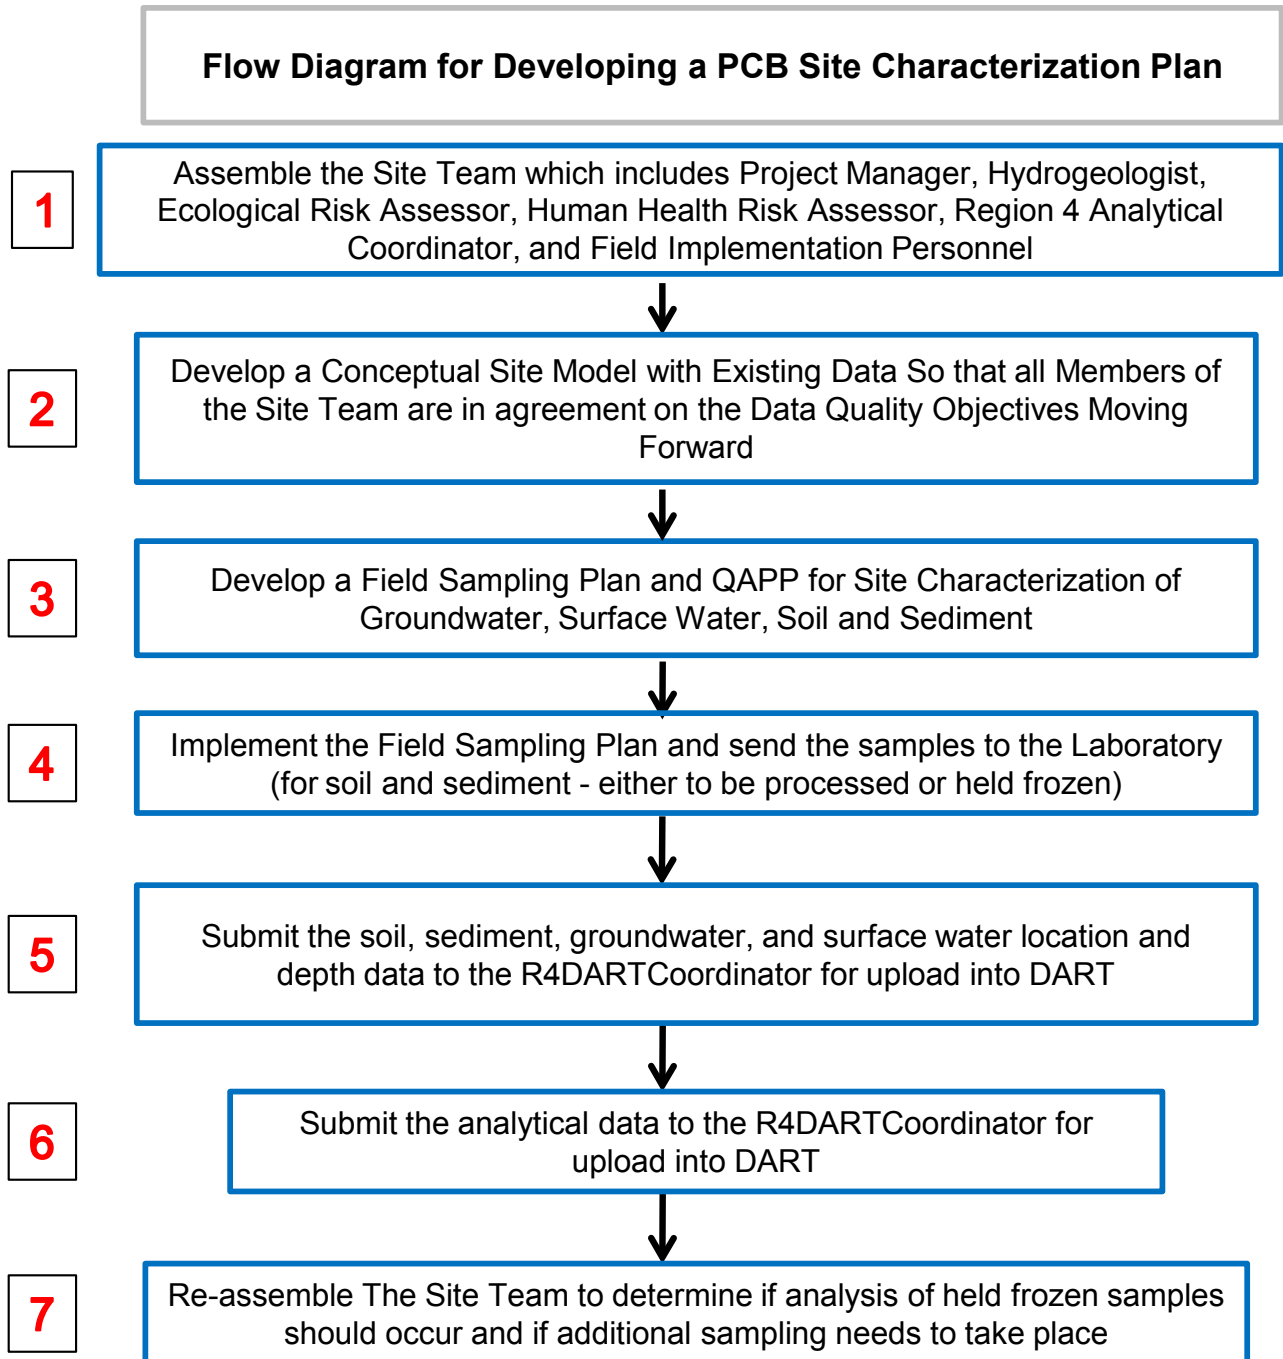 Flow Diagram for Developing a PCB Site Characterization Plan
1
Assemble the Site Team which includes Project Manager, Hydrogeologist,
Ecological Risk Assessor, Human Health Risk Assessor, Region 4 Analytical
Coordinator, and Field Implementation Personnel
2
Develop a Conceptual Site Model with Existing Data So that all Members of
the Site Team are in agreement on the Data Quality Objectives Moving
Forward
3
Develop a Field Sampling Plan and QAPP for Site Characterization of
Groundwater, Surface Water, Soil and Sediment
4
Implement the Field Sampling Plan and send the samples to the Laboratory
(for soil and sediment - either to be processed or held frozen)
5
Submit the soil, sediment, groundwater, and surface water location and
depth data to the R4DARTCoordinator for upload into DART
6
Submit the analytical data to the R4DARTCoordinator for
upload into DART
7
Re-assemble The Site Team to determine if analysis of held frozen samples
should occur and if additional sampling needs to take place